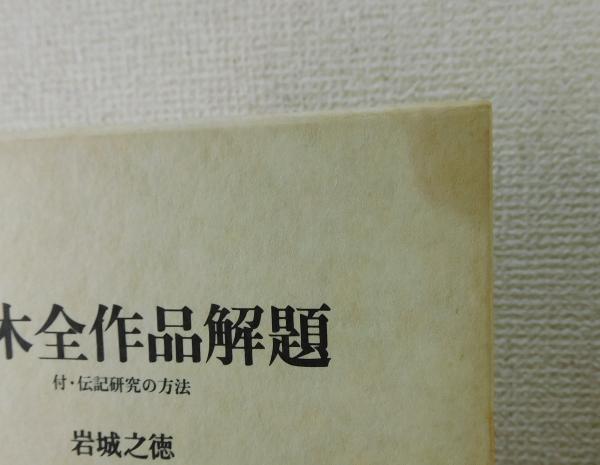 木全作品解題
付・伝記研究の方法
岩城之徳